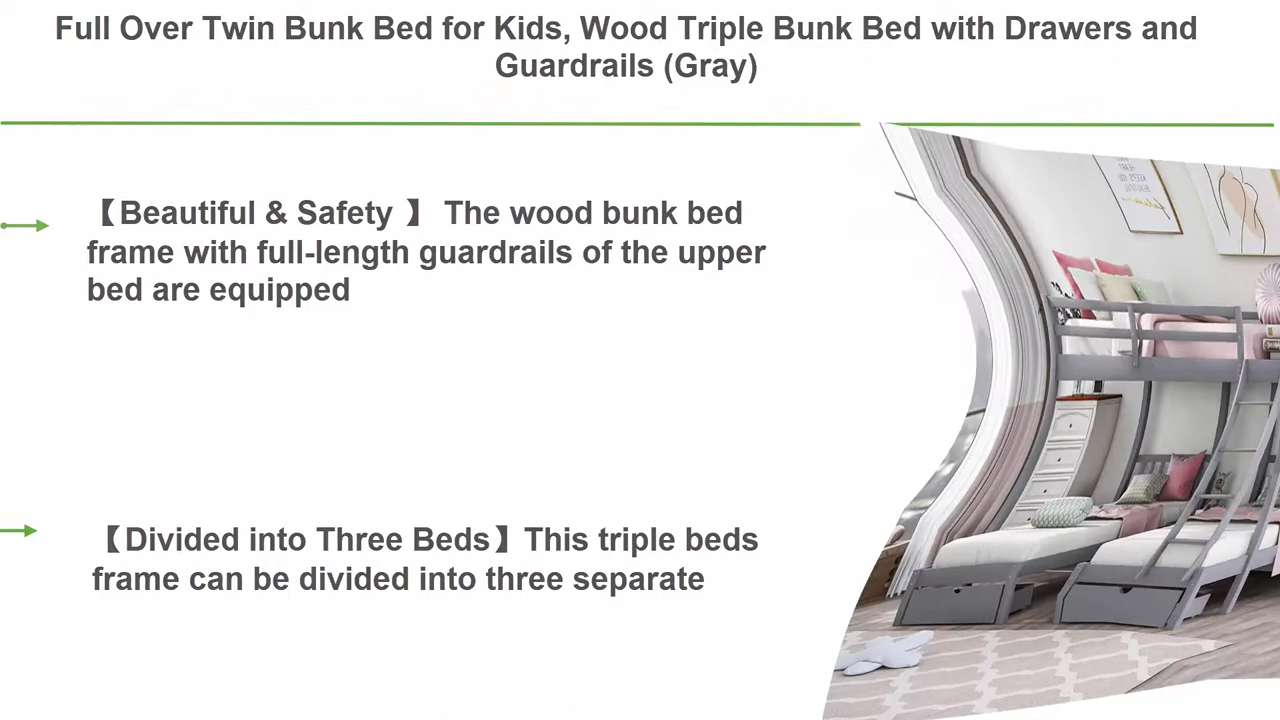 Full Over Twin Bunk Bed for Kids, Wood Triple Bunk Bed with Drawers and
Guardrails (Gray)
【Beautiful & Safety 】 The wood bunk bed
frame with full-length guardrails of the upper
bed are equipped
【Divided into Three Beds】This triple beds
frame can be divided into three separate